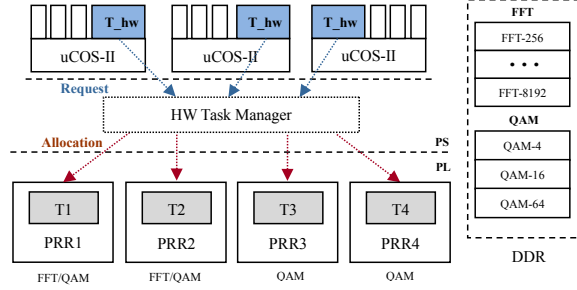 T_hw T_hw T_hw
uCOS-II uCOS-II uCOS-II
Request
HW Task Manager
Allocation
PS
PL
T1 T2 T3 T4
PRR1 PRR2 PRR3 PRR4
FFT/QAM FFT/QAM QAM QAM
FFT
FFT-256
• • •
FFT-8192
QAM
QAM-4
QAM-16
QAM-64
DDR